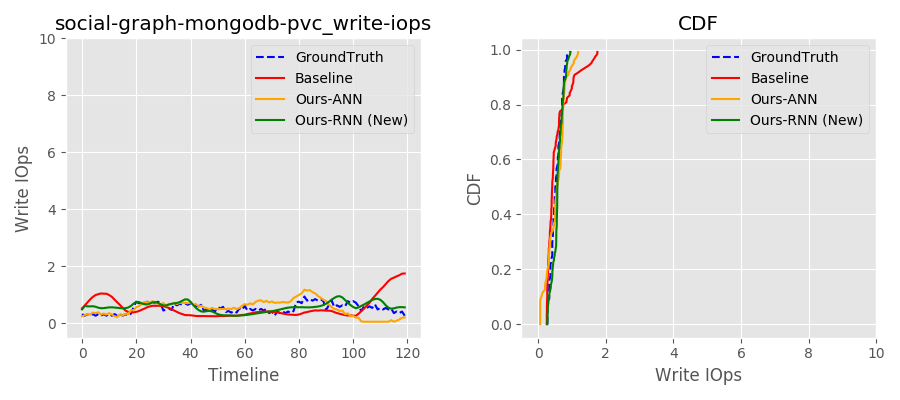 social-graph-mongodb-pvc_write-iops
10
8
6
4
2
0
Write IOps
0 20 40 60 80 100 120
Timeline
GroundTruth
Baseline
Ours-ANN
Ours-RNN (New)
CDF
1.0
0.8
0.6
0.4
0.2
0.0
CDF
0 2 4 6 8 10
Write IOps
GroundTruth
Baseline
Ours-ANN
Ours-RNN (New)